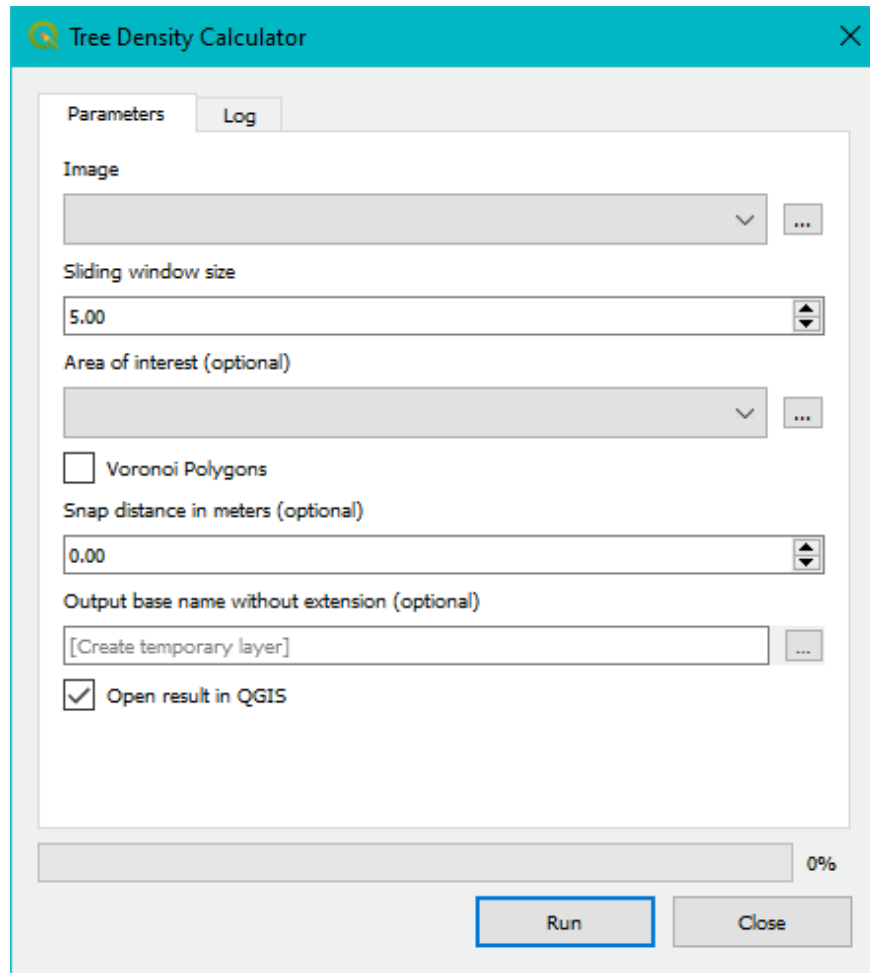 Tree Density Calculator
Parameters
Log
Image
...
Sliding window size
5.00
Area of interest (optional)
...
Voronoi Polygons
Snap distance in meters (optional)
0.00
Output base name without extension (optional)
[Create temporary layer]
...
Open result in QGIS
0%
Run
Close